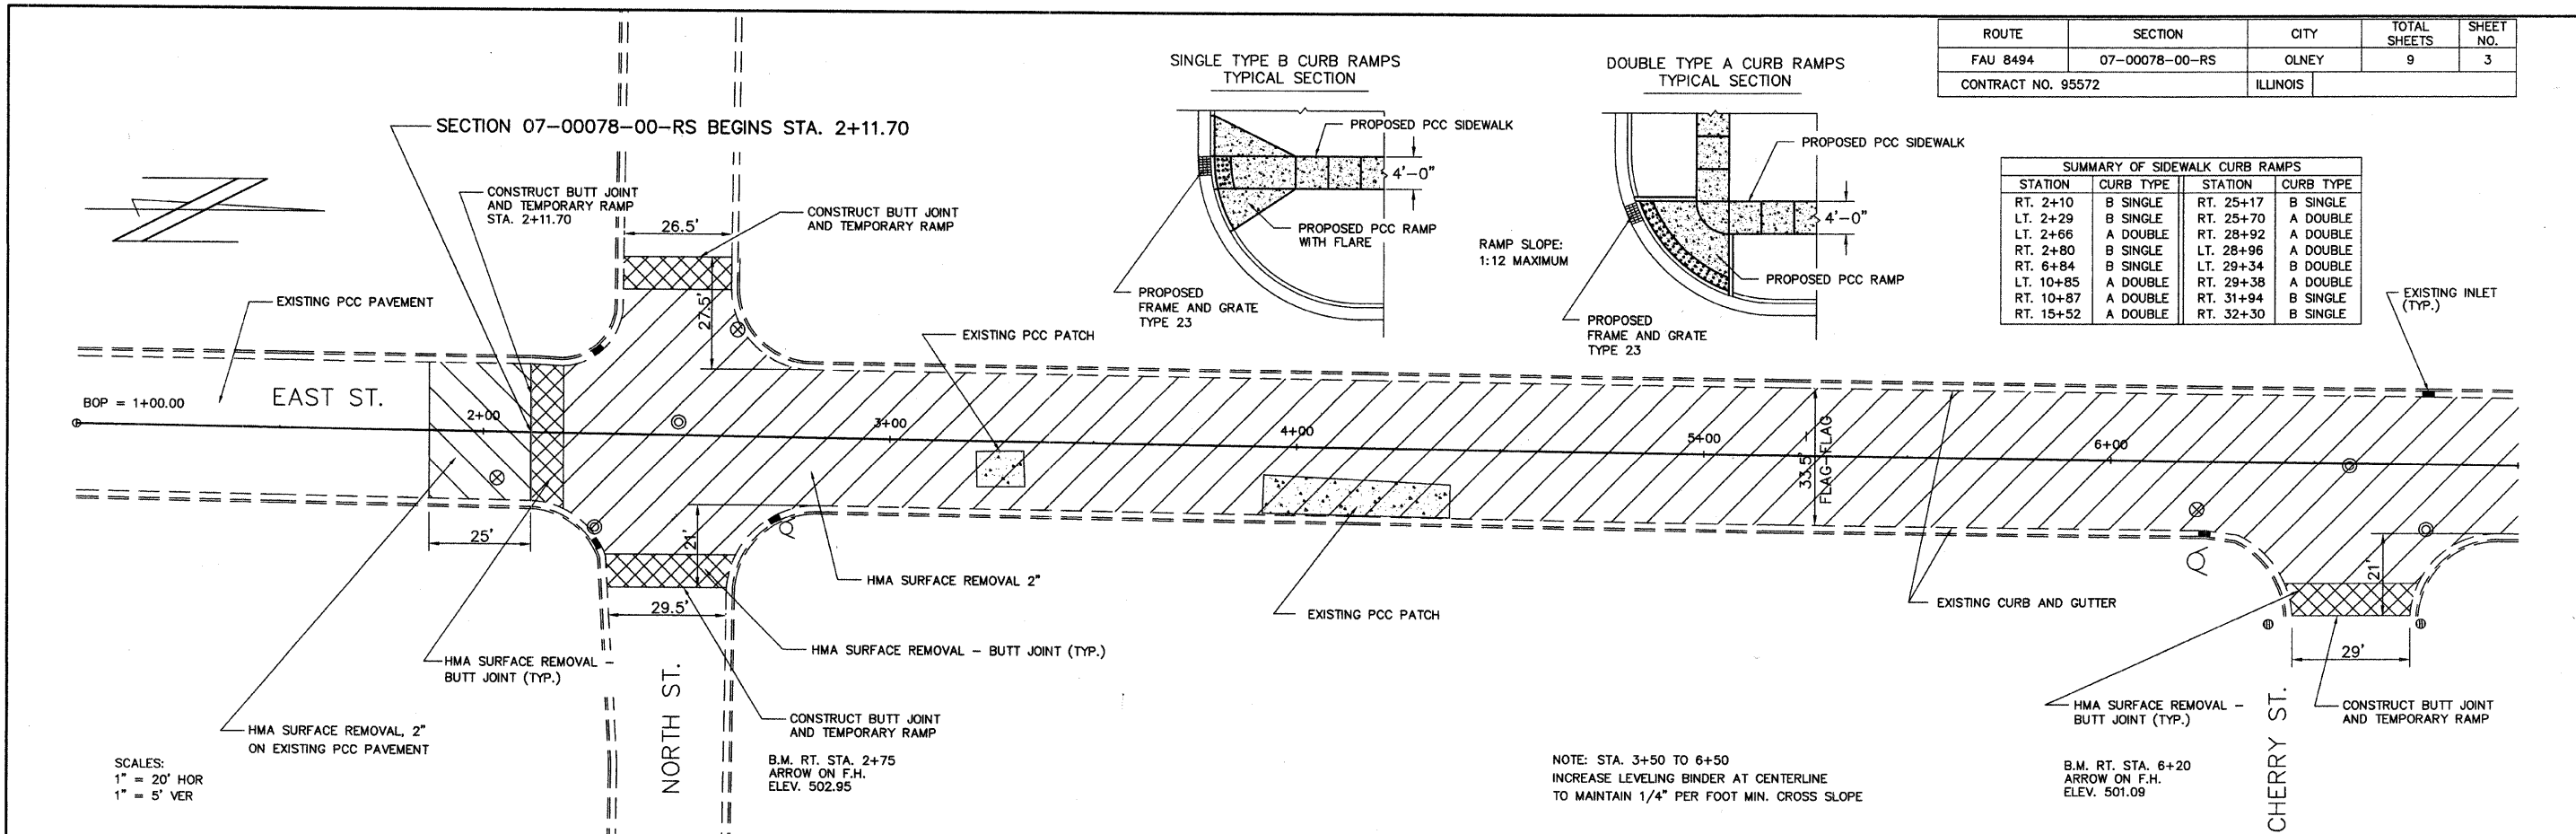 ROUTE SECTION CITY TOTAL SHEETS SHEET NO.
FAU 8494 07-00078-00-RS OLNEY 9 3
CONTRACT NO. 95572 ILLINOIS
SINGLE TYPE B CURB RAMPS
TYPICAL SECTION
PROPOSED PCC SIDEWALK
4'-0"
PROPOSED PCC RAMP
WITH FLARE
PROPOSED
FRAME AND GRATE
TYPE 23
DOUBLE TYPE A CURB RAMPS
TYPICAL SECTION
PROPOSED PCC SIDEWALK
4'-0"
RAMP SLOPE:
1:12 MAXIMUM
PROPOSED PCC RAMP
PROPOSED
FRAME AND GRATE
TYPE 23
SUMMARY OF SIDEWALK CURB RAMPS
STATION CURB TYPE STATION CURB TYPE
RT. 2+10 B SINGLE RT. 25+17 B SINGLE
LT. 2+29 B SINGLE RT. 25+70 A DOUBLE
LT. 2+66 A DOUBLE RT. 28+92 A DOUBLE
RT. 2+80 B SINGLE LT. 28+96 A DOUBLE
RT. 6+84 B SINGLE LT. 29+34 B DOUBLE
LT. 10+85 A DOUBLE RT. 29+38 A DOUBLE
RT. 10+87 A DOUBLE RT. 31+94 B SINGLE
RT. 15+52 A DOUBLE RT. 32+30 B SINGLE
SECTION 07-00078-00-RS BEGINS STA. 2+11.70
CONSTRUCT BUTT JOINT
AND TEMPORARY RAMP
STA. 2+11.70
26.5'
CONSTRUCT BUTT JOINT
AND TEMPORARY RAMP
27.5'
EXISTING PCC PAVEMENT
EXISTING PCC PATCH
EXISTING INLET
(TYP.)
EAST ST.
BOP = 1+00.00
2+00
3+00
4+00
5+00
6+00
33.5'
FLAG-FLAG
25'
21'
29.5'
HMA SURFACE REMOVAL 2"
EXISTING PCC PATCH
EXISTING CURB AND GUTTER
21'
29'
HMA SURFACE REMOVAL -
BUTT JOINT (TYP.)
HMA SURFACE REMOVAL - BUTT JOINT (TYP.)
HMA SURFACE REMOVAL, 2"
ON EXISTING PCC PAVEMENT
NORTH ST.
CONSTRUCT BUTT JOINT
AND TEMPORARY RAMP
B.M. RT. STA. 2+75
ARROW ON F.H.
ELEV. 502.95
SCALES:
1" = 20' HOR
1" = 5' VER
NOTE: STA. 3+50 TO 6+50
INCREASE LEVELING BINDER AT CENTERLINE
TO MAINTAIN 1/4" PER FOOT MIN. CROSS SLOPE
HMA SURFACE REMOVAL -
BUTT JOINT (TYP.)
B.M. RT. STA. 6+20
ARROW ON F.H.
ELEV. 501.09
CHERRY ST.
CONSTRUCT BUTT JOINT
AND TEMPORARY RAMP